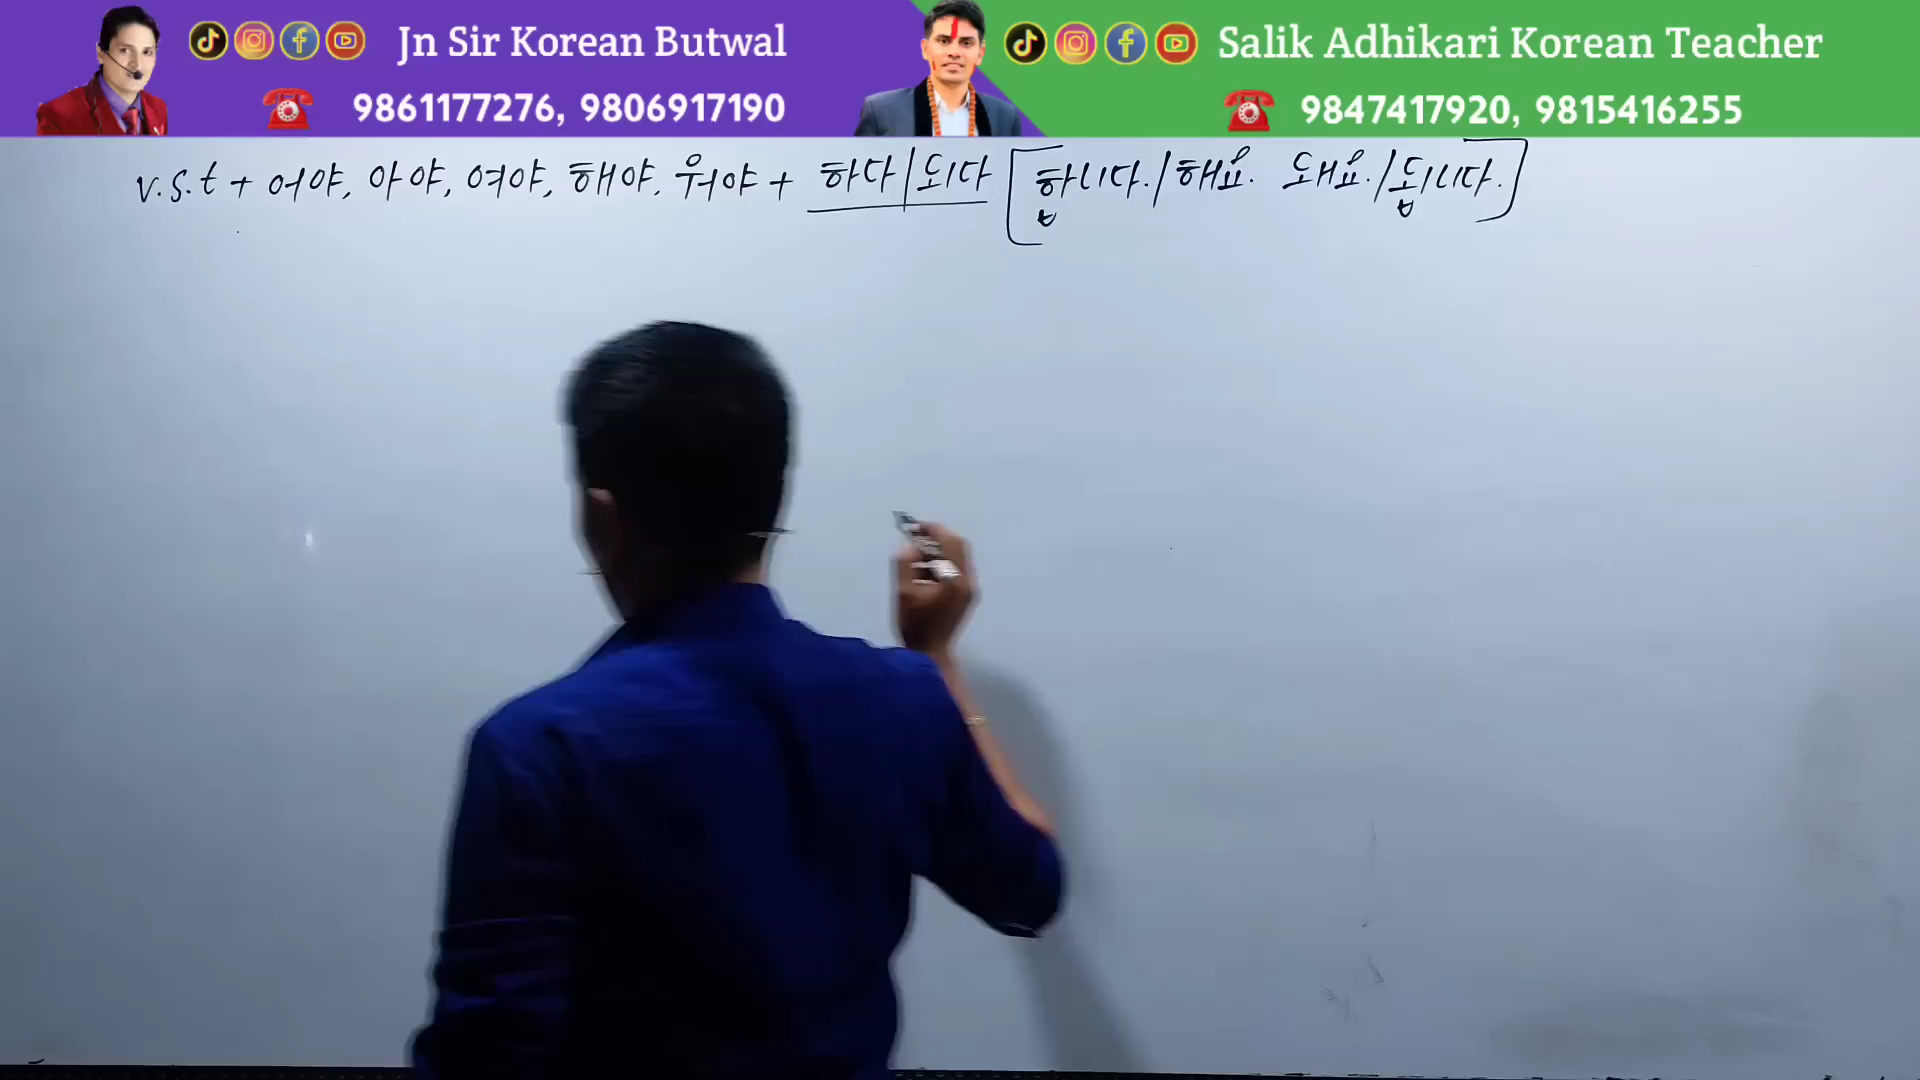 Jn Sir Korean Butwal
9861177276, 9806917190
Salik Adhikari Korean Teacher
9847417920, 9815416255
v.s.t + 어야, 아야, 여야, 해야, 워야 + 하다/되다 [합니다./해요. 돼요./됩니다.]